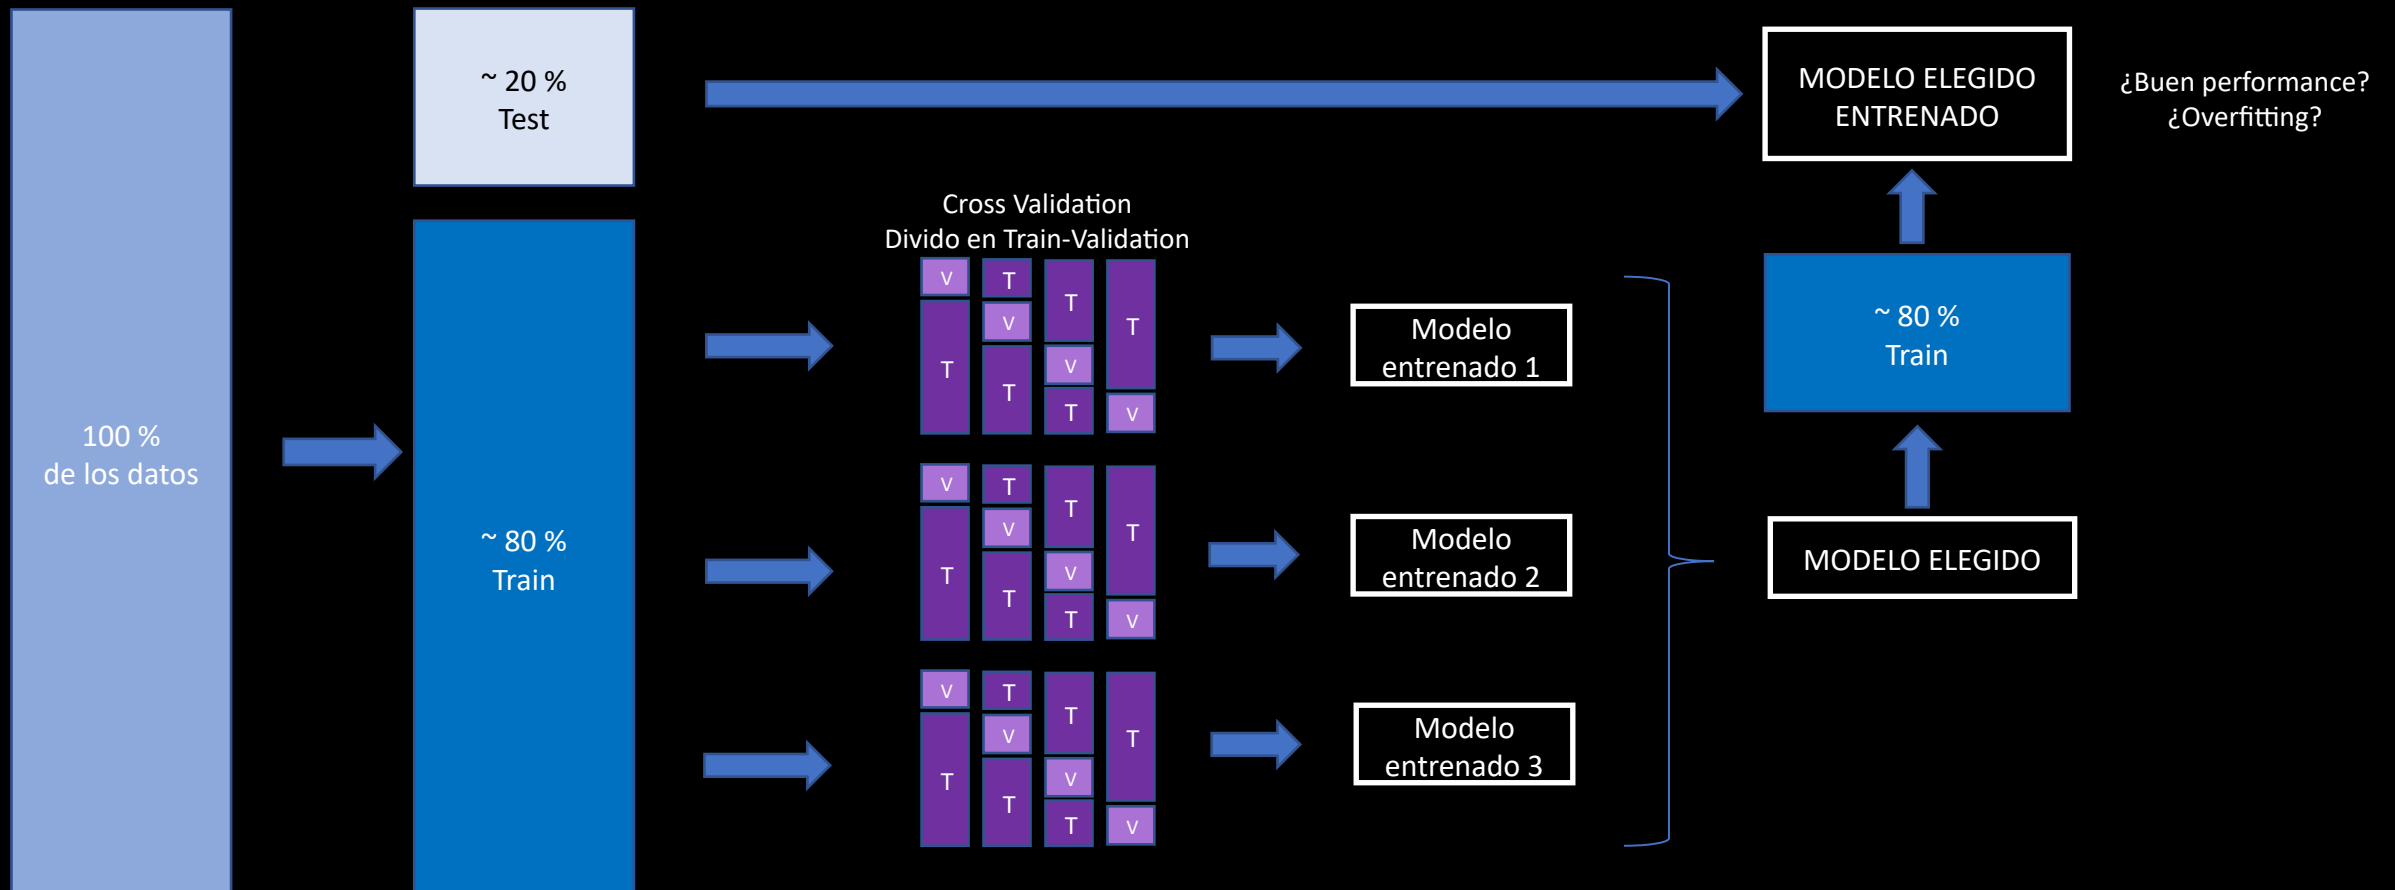 100 %
de los datos
~ 20 %
Test
~ 80 %
Train
Cross Validation
Divido en Train-Validation
V
T
T
V
T
T
V
T
T
V
V
T
T
V
T
T
V
T
T
V
V
T
T
V
T
T
V
T
T
V
Modelo
entrenado 1
Modelo
entrenado 2
Modelo
entrenado 3
MODELO ELEGIDO
ENTRENADO
~ 80 %
Train
MODELO ELEGIDO
¿Buen performance?
¿Overfitting?